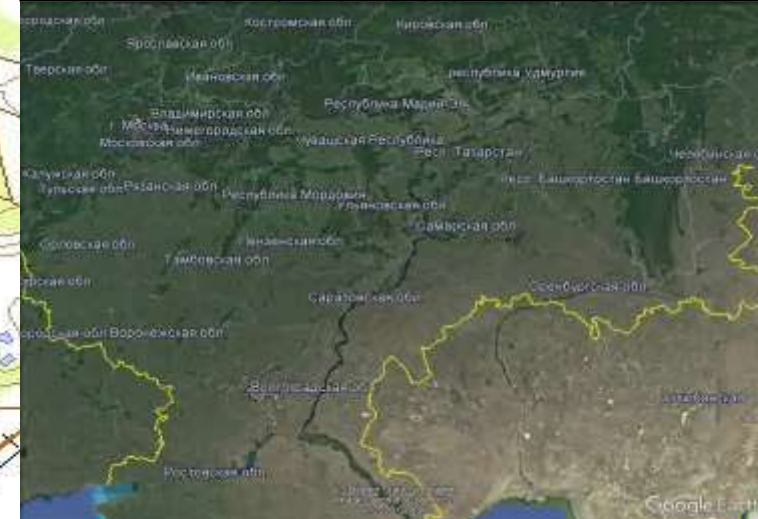 Костромская обл
Кировская обл
Ярославская обл
Тверская обл
Ивановская обл
республика Удмуртия
Республика Марий Эл
Владимирская обл
г. Москва
Нижегородская обл
Московская обл
Чувашская Республика
Респ. Татарстан
Калужская обл
Тульская обл
Рязанская обл
Респ. Башкортостан Башкортостан
Республика Мордовия
Ульяновская обл
Самарская обл
Орловская обл
Пензенская обл
Тамбовская обл
Оренбургская обл
Саратовская обл
Воронежская обл
Волгоградская об
Ростовская обл
Google Earth